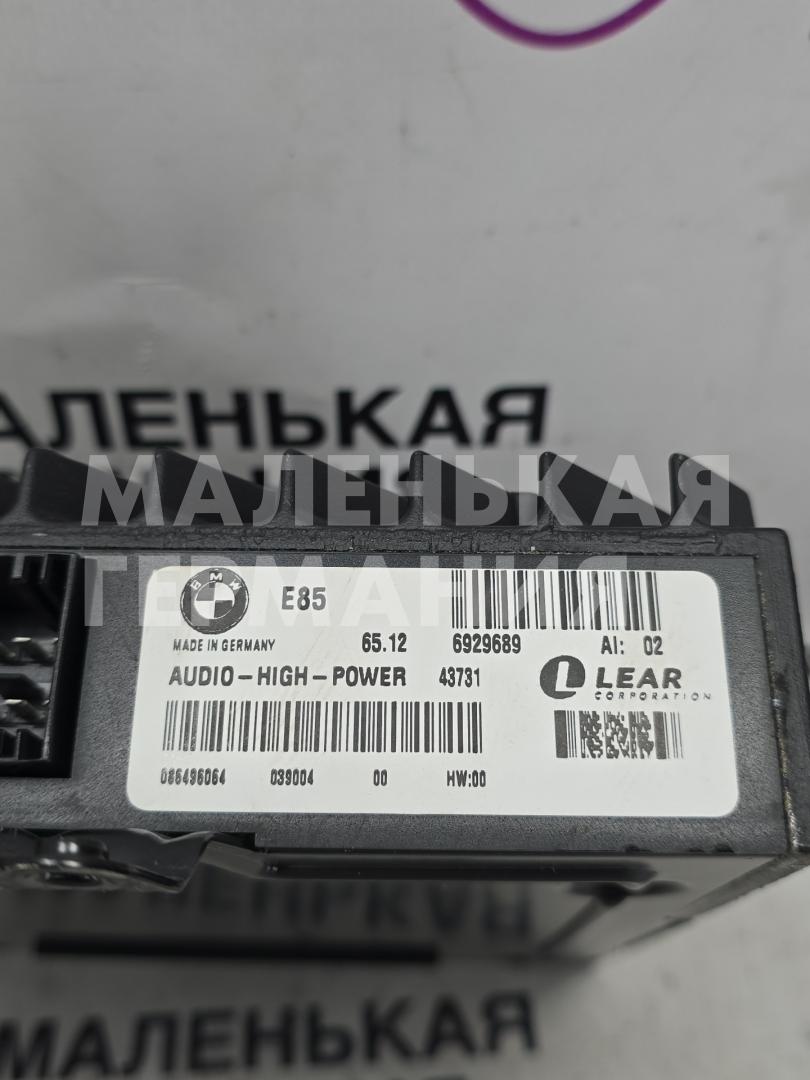 МАЛЕНЬКАЯ
МАЛЕНЬКАЯ
ГЕРМАНИЯ
BMW
E85
MADE IN GERMANY
65.12
6929689
AI: 02
AUDIO-HIGH-POWER
43731
LEAR
CORPORATION
086496064
039004
00
HW:00
МАЛЕНЬКАЯ